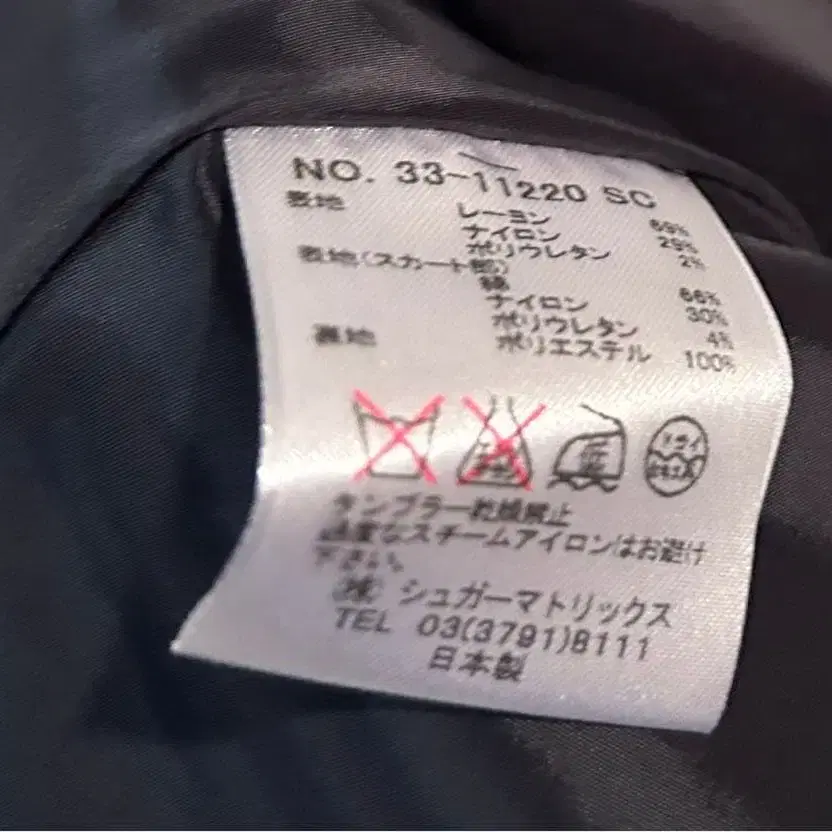 NO. 33-11220 SC
表地 レーヨン 69%
ナイロン 29%
ポリウレタン 2%
表地(スカート部)
綿 66%
ナイロン 30%
ポリウレタン 4%
裏地 ポリエステル 100%
ドライ
タンブラー乾燥禁止
過度なスチームアイロンはお避け
下さい。
㈱ シュガーマトリックス
TEL 03(3791)8111
日本製